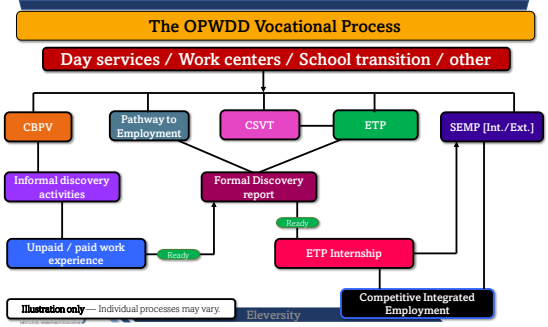 The OPWDD Vocational Process
Day services / Work centers / School transition / other
CBPV
Pathway to
Employment
CSVT
ETP
SEMP [Int./Ext.]
Informal discovery
activities
Formal Discovery
report
Ready
Unpaid / paid work
experience
Ready
ETP Internship
Competitive Integrated
Employment
Illustration only — Individual processes may vary.
Eleversity